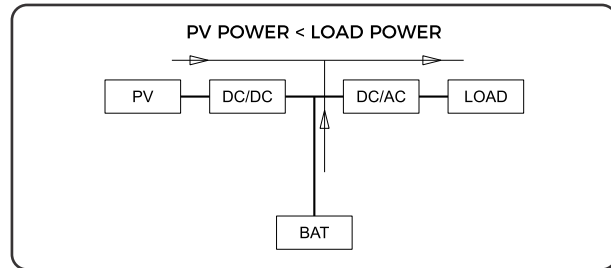 PV POWER < LOAD POWER
PV DC/DC DC/AC LOAD
BAT